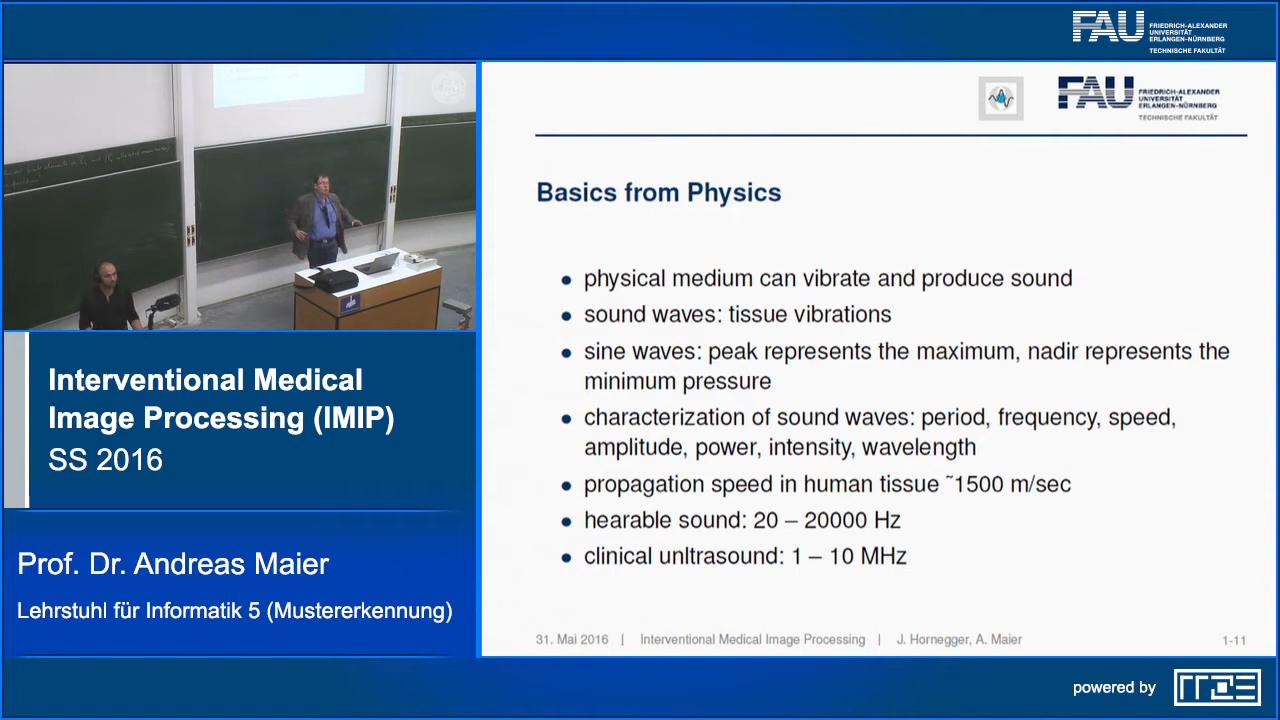 FAU
FRIEDRICH-ALEXANDER
UNIVERSITÄT
ERLANGEN-NÜRNBERG
TECHNISCHE FAKULTÄT
FAU
FRIEDRICH-ALEXANDER
UNIVERSITÄT
ERLANGEN-NÜRNBERG
TECHNISCHE FAKULTÄT
Basics from Physics
• physical medium can vibrate and produce sound
• sound waves: tissue vibrations
• sine waves: peak represents the maximum, nadir represents the
minimum pressure
• characterization of sound waves: period, frequency, speed,
amplitude, power, intensity, wavelength
• propagation speed in human tissue ~1500 m/sec
• hearable sound: 20 – 20000 Hz
• clinical unltrasound: 1 – 10 MHz
31. Mai 2016 | Interventional Medical Image Processing | J. Hornegger, A. Maier 1-11
Interventional Medical
Image Processing (IMIP)
SS 2016
Prof. Dr. Andreas Maier
Lehrstuhl für Informatik 5 (Mustererkennung)
powered by